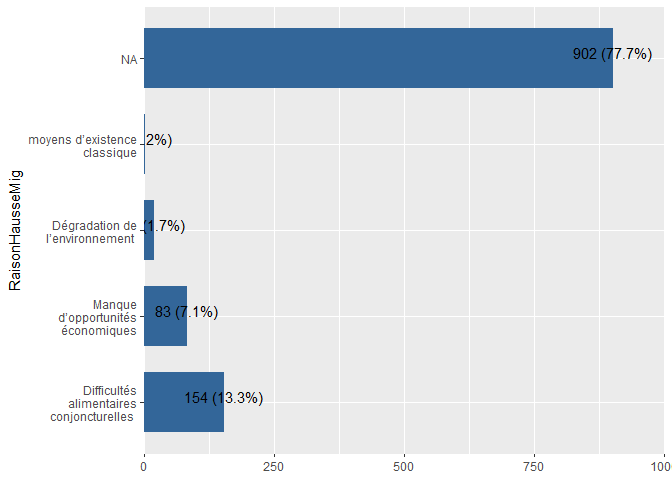 RaisonHausseMig
NA
902 (77.7%)
moyens d'existence
classique
2%)
Dégradation de
l'environnement
(1.7%)
Manque
d'opportunités
économiques
83 (7.1%)
Difficultés
alimentaires
conjoncturelles
154 (13.3%)
0
250
500
750
100